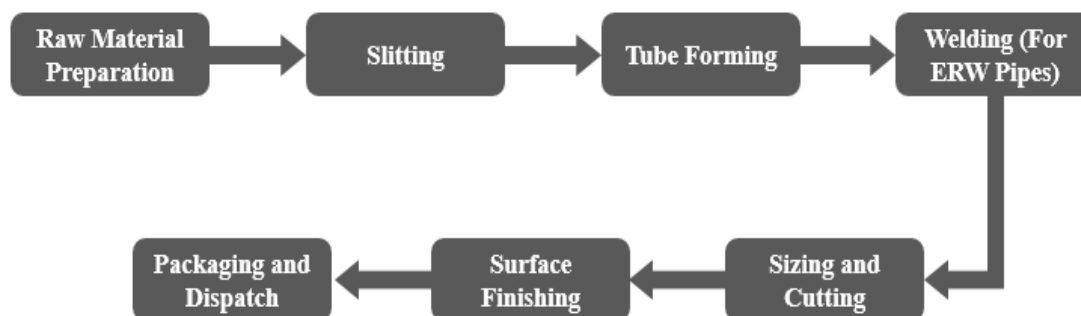 Raw Material
Preparation
Slitting
Tube Forming
Welding (For
ERW Pipes)
Sizing and
Cutting
Surface
Finishing
Packaging and
Dispatch